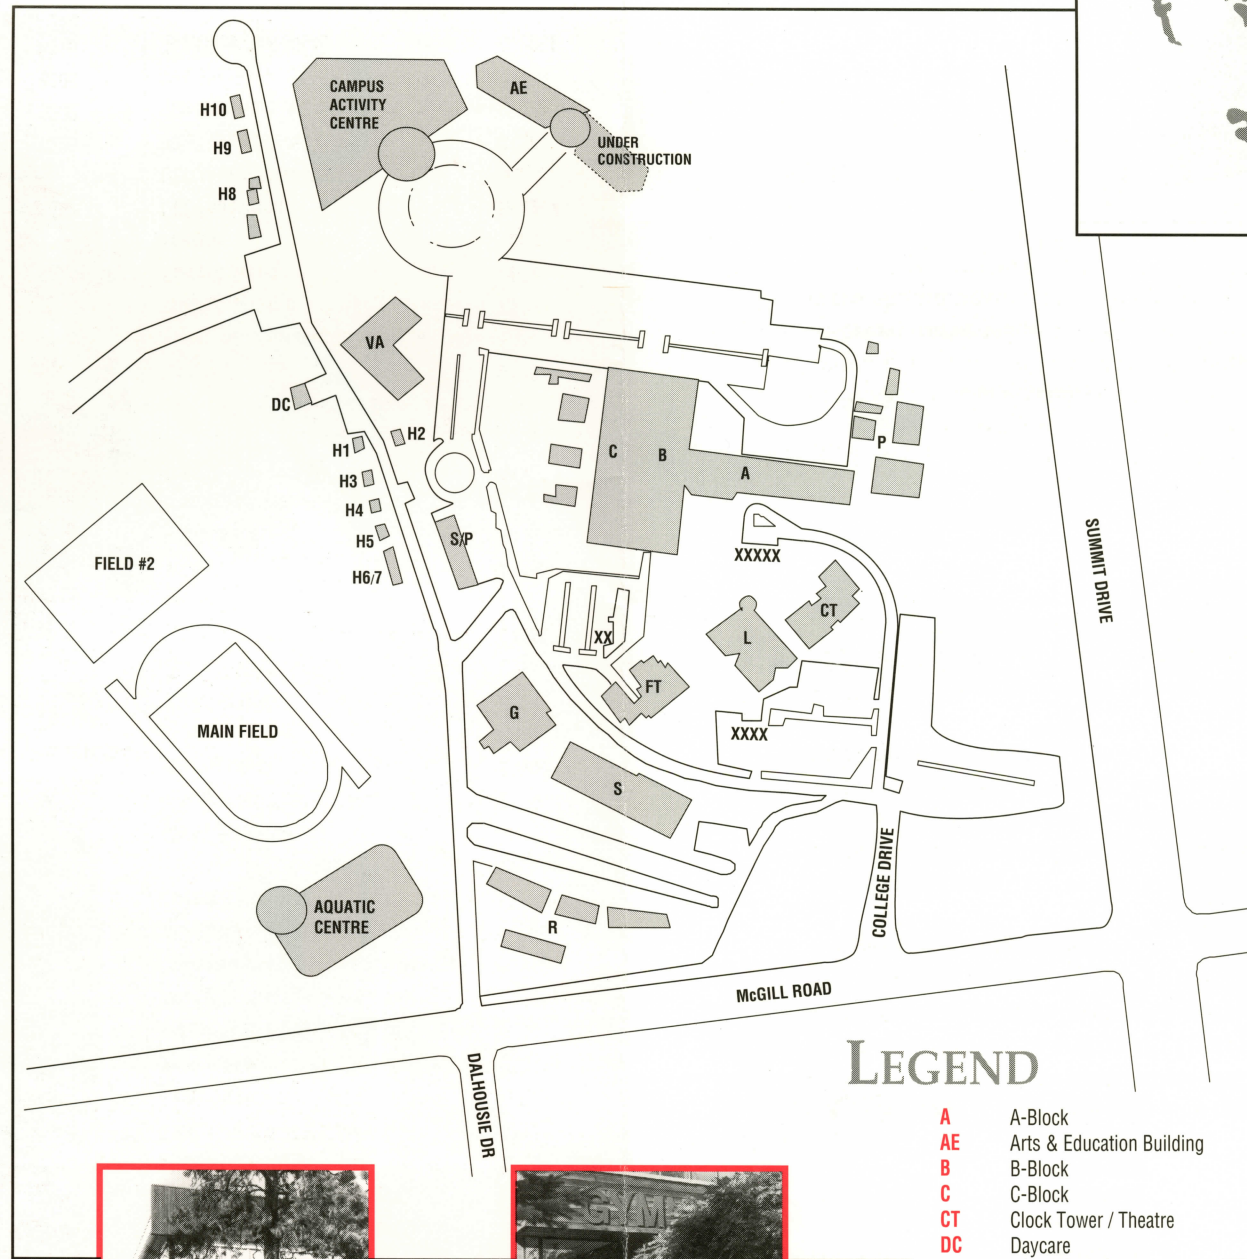 CAMPUS
ACTIVITY
CENTRE
AE
UNDER
CONSTRUCTION
H10
H9
H8
VA
DC
H1
H2
H3
H4
H5
H6/7
S/P
C
B
A
P
FIELD #2
XXXXX
SUMMIT DRIVE
CT
L
XX
FT
G
MAIN FIELD
XXXX
S
COLLEGE DRIVE
AQUATIC
CENTRE
R
McGILL ROAD
DALHOUSIE DR
LEGEND
A A-Block
AE Arts & Education Building
B B-Block
C C-Block
CT Clock Tower / Theatre
DC Daycare
GYM